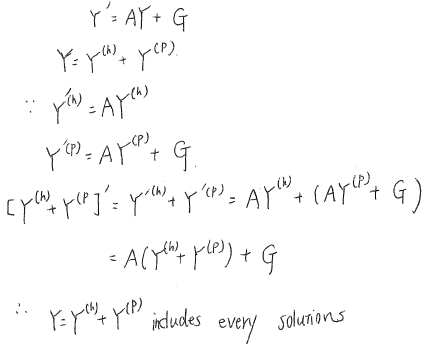 Y' = AY + G
Y = Y^(h) + Y^(P).
∵ Y'^(h) = AY^(h)
Y'^(P) = AY^(P) + G.
[Y^(h) + Y^(P]' = Y'^(h) + Y'^(P) = AY^(h) + (AY^(P) + G)
= A(Y^(h) + Y^(P)) + G
∴ Y = Y^(h) + Y^(P) includes every solutions